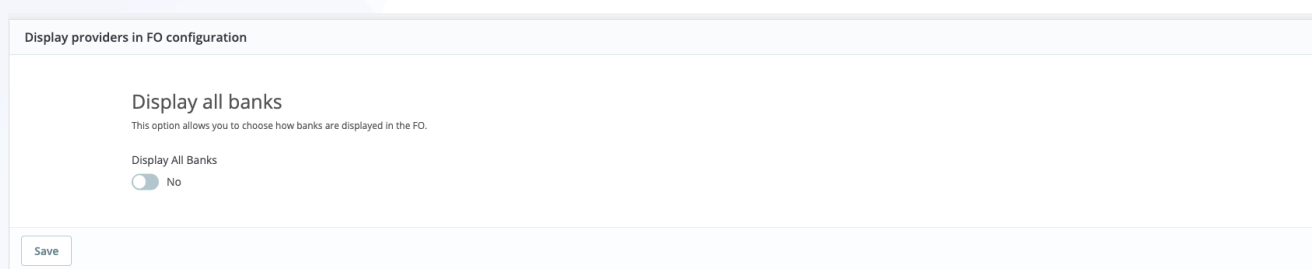 Display providers in FO configuration
Display all banks
This option allows you to choose how banks are displayed in the FO.
Display All Banks
No
Save